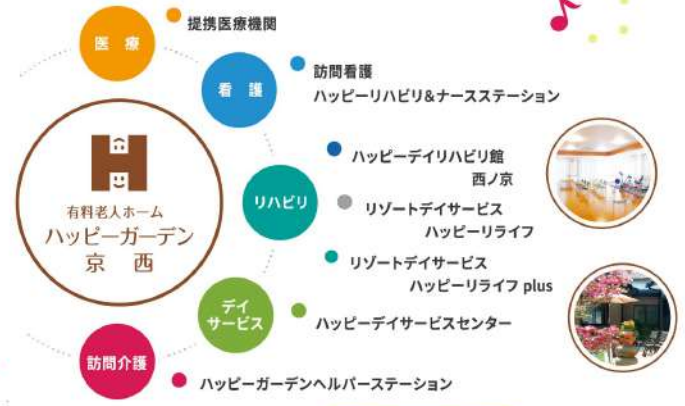 医療
提携医療機関
看護
訪問看護
ハッピーリハビリ&ナースステーション
有料老人ホーム
ハッピーガーデン
京西
リハビリ
ハッピーデイリハビリ館
西ノ京
リゾートデイサービス
ハッピーリライフ
リゾートデイサービス
ハッピーリライフ plus
デイ
サービス
ハッピーデイサービスセンター
訪問介護
ハッピーガーデンヘルパーステーション